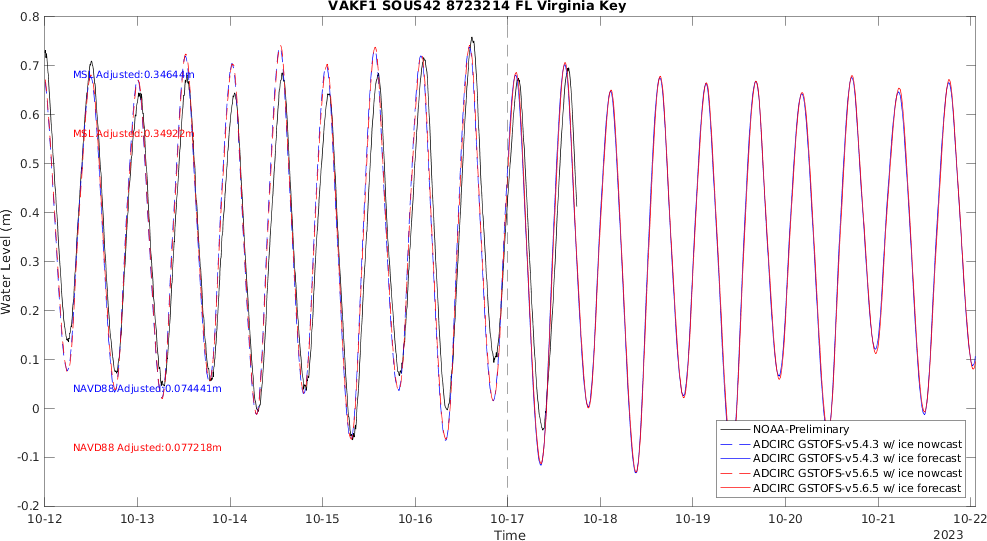 VAKF1 SOUS42 8723214 FL Virginia Key
0.8
0.7
0.6
0.5
0.4
0.3
0.2
0.1
0
-0.1
-0.2
Water Level (m)
MSL Adjusted:0.34644m
MSL Adjusted:0.34922m
NAVD88 Adjusted:0.074441m
NAVD88 Adjusted:0.077218m
NOAA-Preliminary
ADCIRC GSTOFS-v5.4.3 w/ ice nowcast
ADCIRC GSTOFS-v5.4.3 w/ ice forecast
ADCIRC GSTOFS-v5.6.5 w/ ice nowcast
ADCIRC GSTOFS-v5.6.5 w/ ice forecast
10-12 10-13 10-14 10-15 10-16 10-17 10-18 10-19 10-20 10-21 10-22
Time
2023